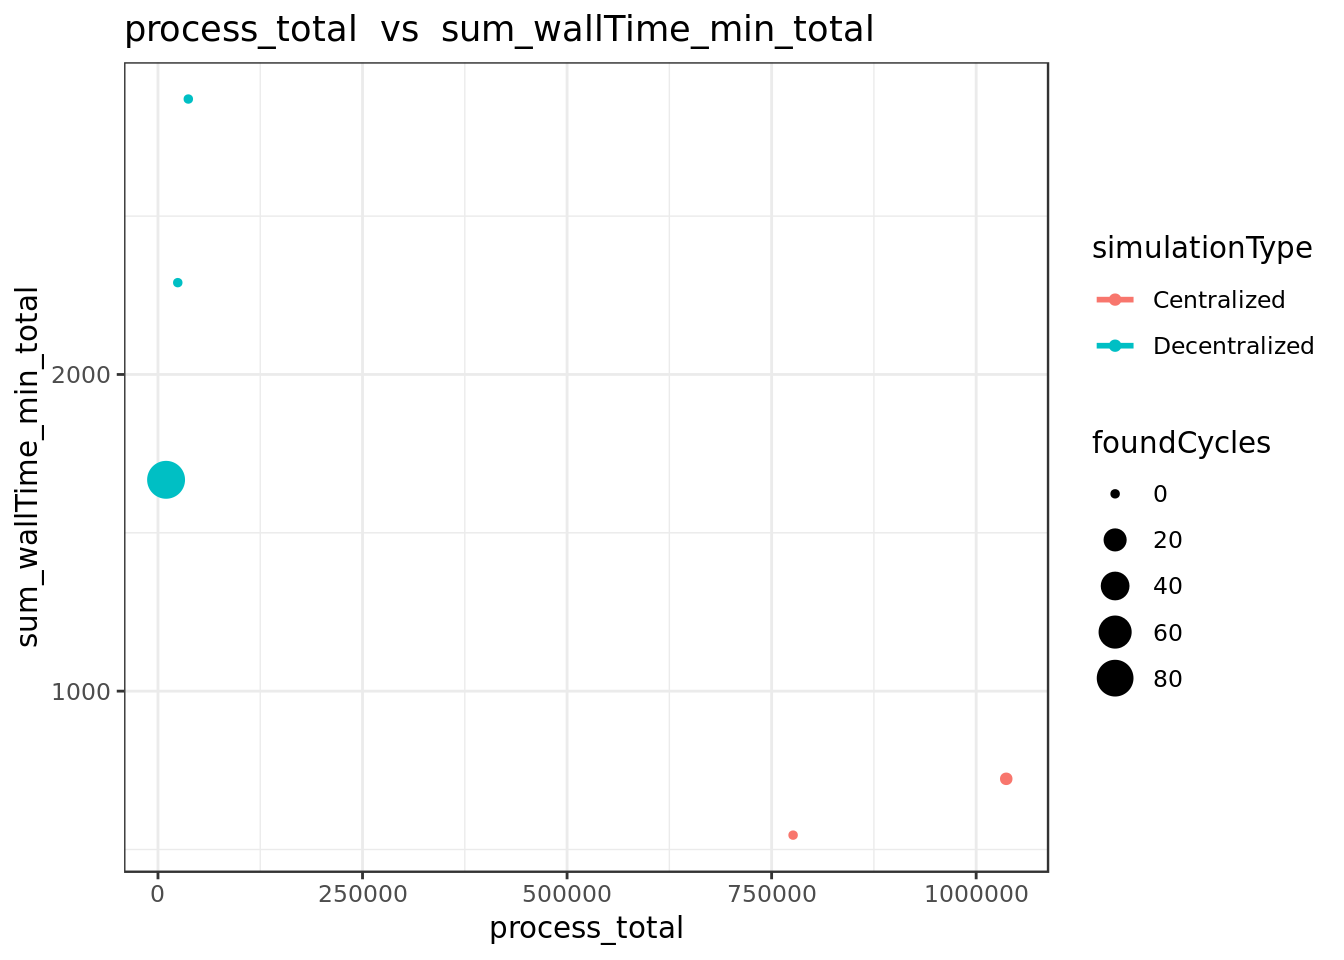 process_total  vs  sum_wallTime_min_total
sum_wallTime_min_total
2000
1000
0
250000
500000
750000
1000000
process_total
simulationType
Centralized
Decentralized
foundCycles
0
20
40
60
80